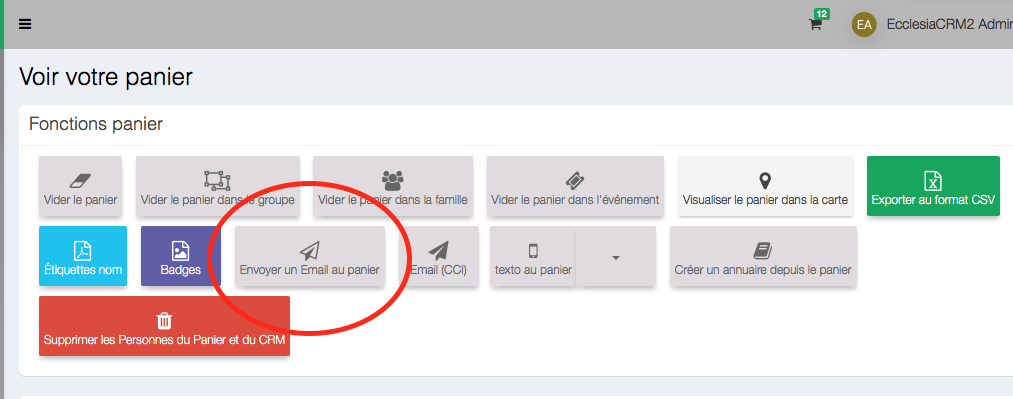 12
EA
EcclesiaCRM2 Admin
Voir votre panier
Fonctions panier
Vider le panier
Vider le panier dans le groupe
Vider le panier dans la famille
Vider le panier dans l'événement
Visualiser le panier dans la carte
Exporter au format CSV
Étiquettes nom
Badges
Envoyer un Email au panier
Email (CCI)
texto au panier
Créer un annuaire depuis le panier
Supprimer les Personnes du Panier et du CRM